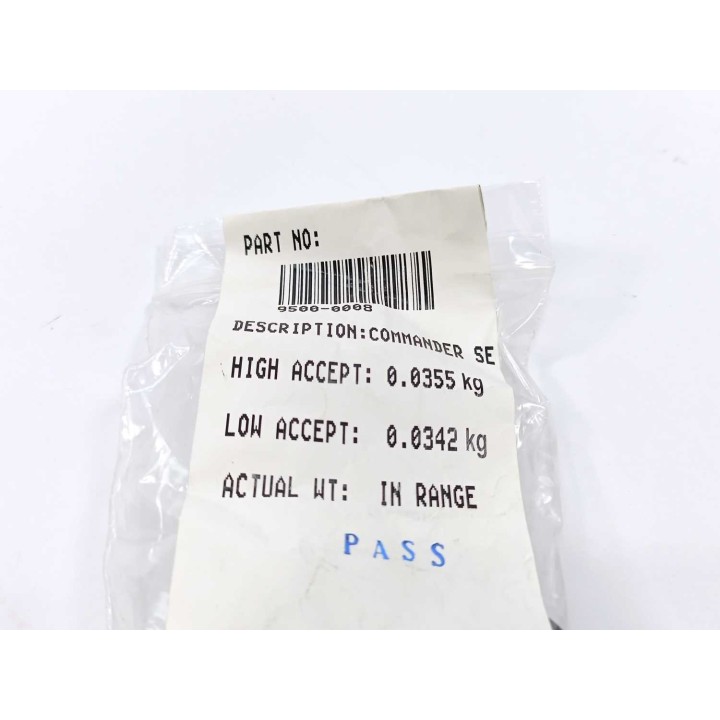 PART NO:
9500-0008
DESCRIPTION:COMMANDER SE
HIGH ACCEPT: 0.0355 kg
LOW ACCEPT: 0.0342 kg
ACTUAL WT: IN RANGE
PASS